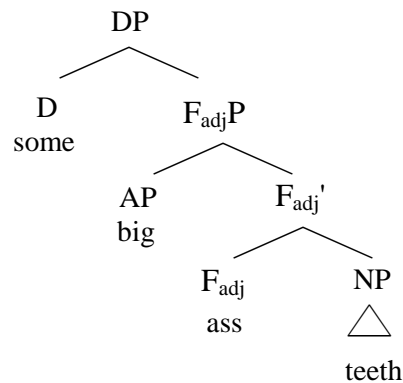 DP
D F_adjP
some
AP F_adj'
big
F_adj NP
ass
teeth